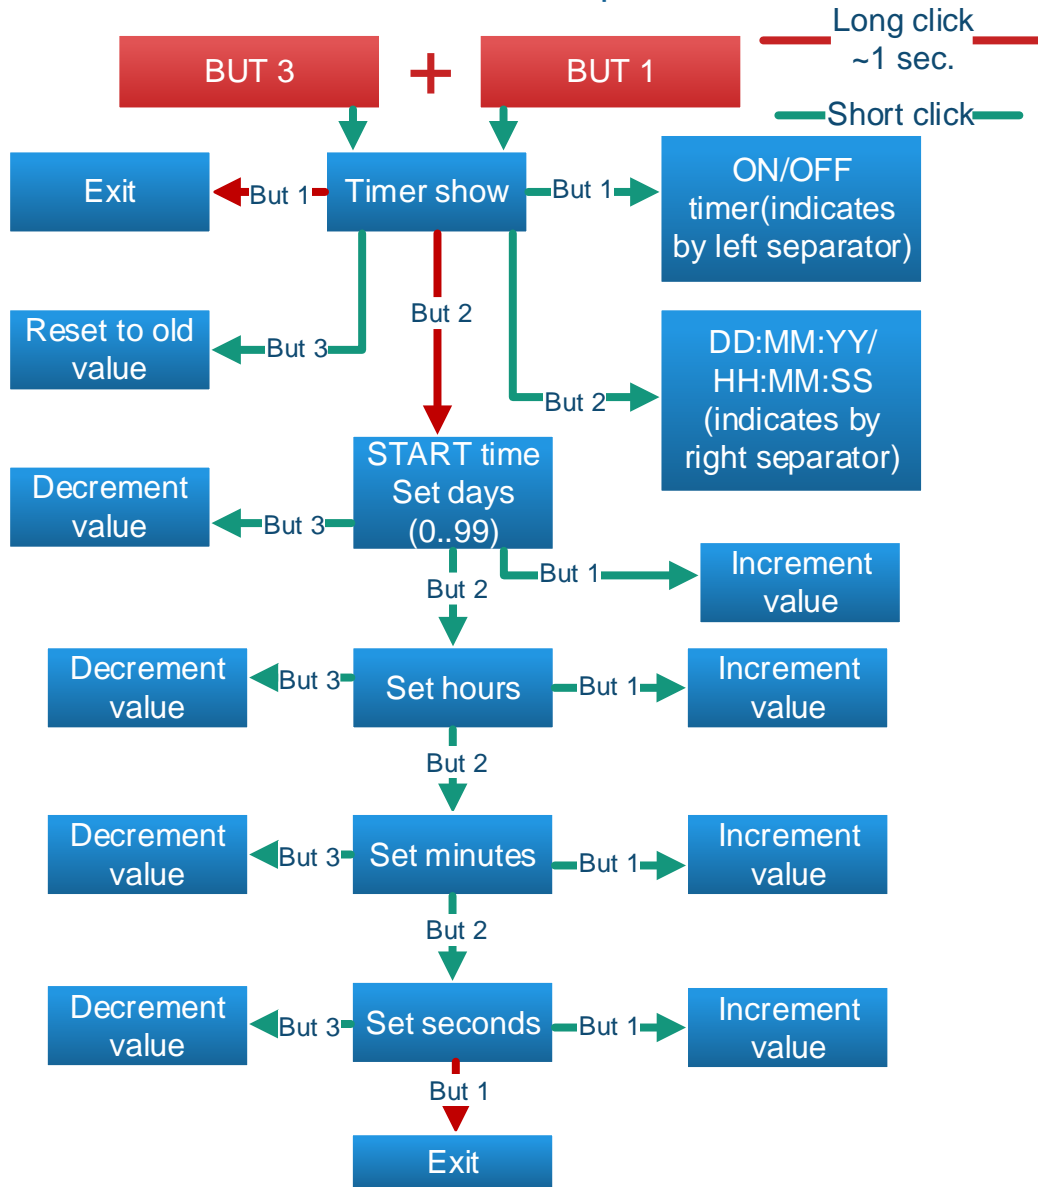 Long click
~1 sec.
BUT 3
+
BUT 1
Short click
Exit
But 1
Timer show
But 1
ON/OFF
timer(indicates
by left separator)
But 2
Reset to old
value
But 3
DD:MM:YY/
HH:MM:SS
(indicates by
right separator)
But 2
START time
Set days
(0..99)
Decrement
value
But 3
But 1
Increment
value
But 2
Decrement
value
But 3
Set hours
But 1
Increment
value
But 2
Decrement
value
But 3
Set minutes
But 1
Increment
value
But 2
Decrement
value
But 3
Set seconds
But 1
Increment
value
But 1
Exit